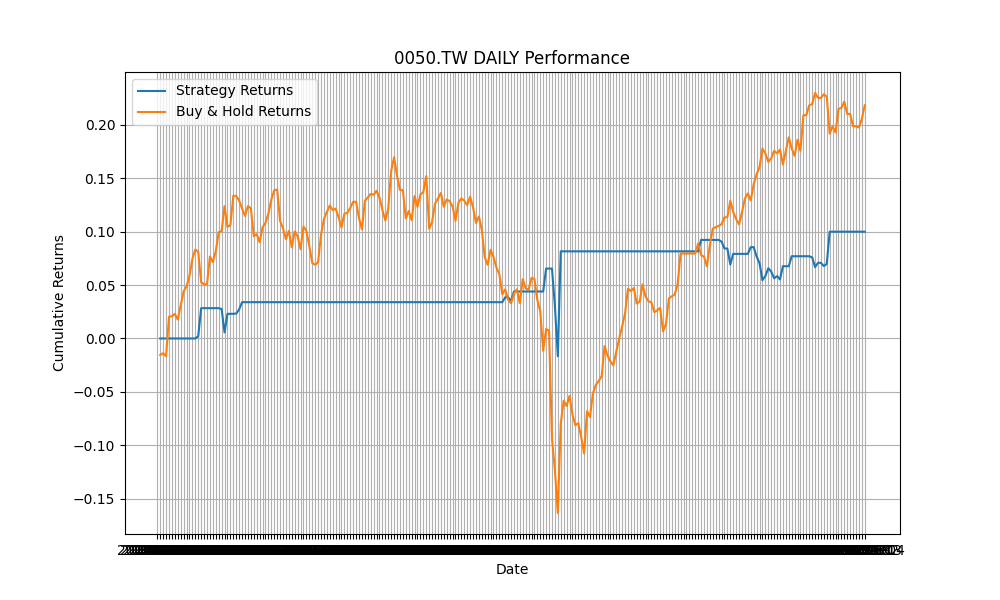 0050.TW DAILY Performance
Strategy Returns
Buy & Hold Returns
Cumulative Returns
0.20
0.15
0.10
0.05
0.00
−0.05
−0.10
−0.15
Date